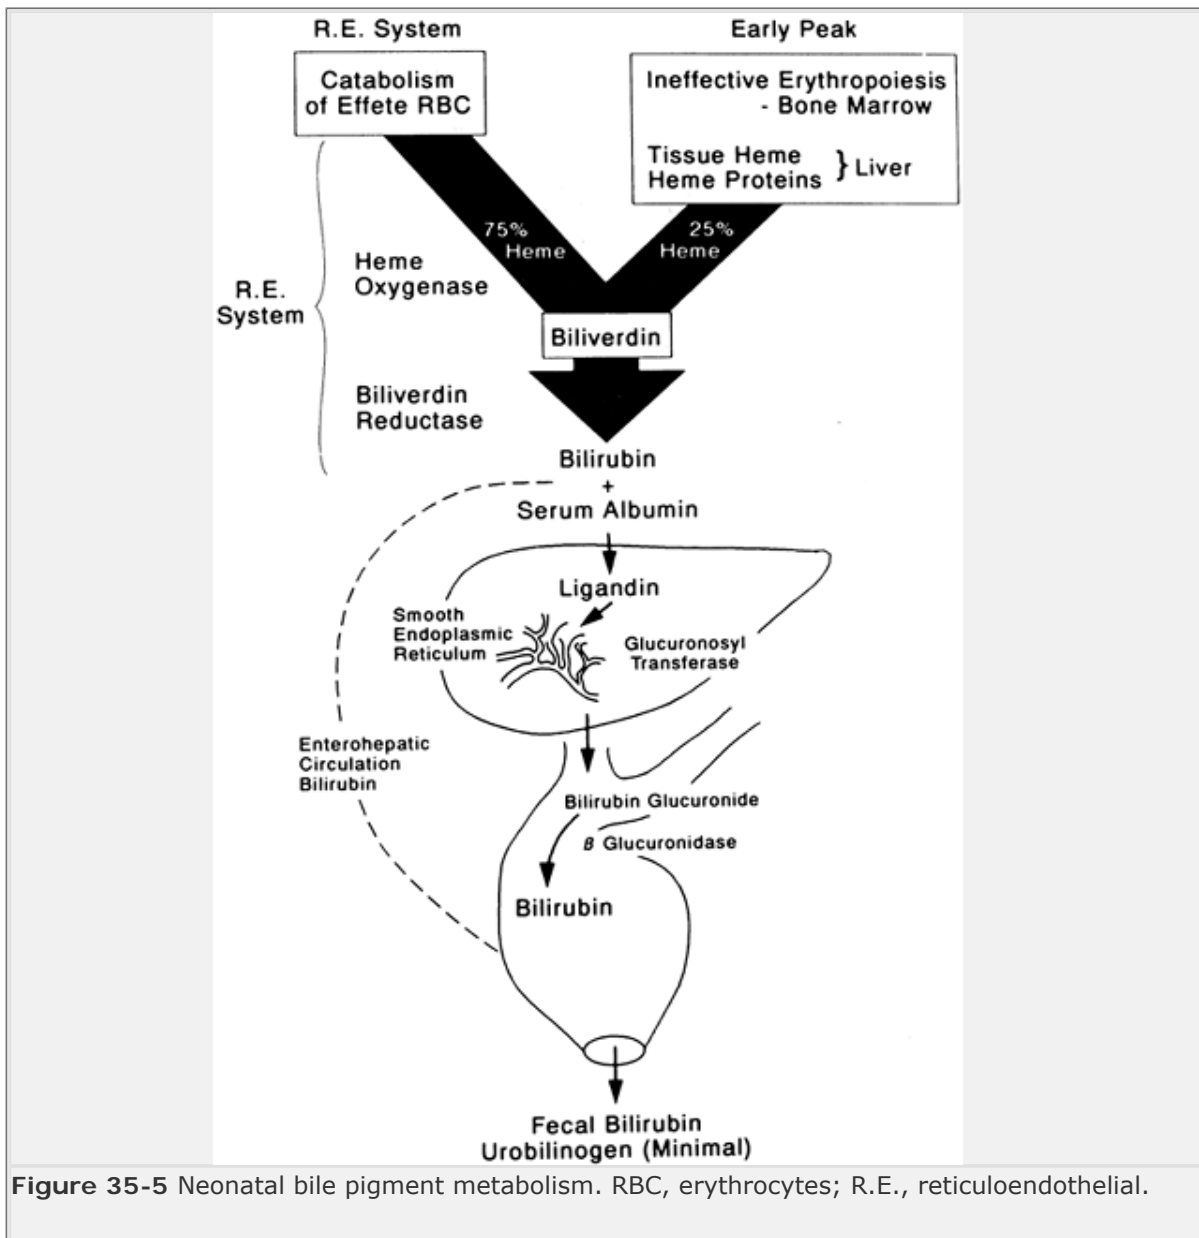 R.E. System
Early Peak
Catabolism
of Effete RBC
Ineffective Erythropoiesis
- Bone Marrow
Tissue Heme
Heme Proteins
} Liver
75%
Heme
25%
Heme
Heme
Oxygenase
R.E.
System
Biliverdin
Biliverdin
Reductase
Bilirubin
+
Serum Albumin
Ligandin
Smooth
Endoplasmic
Reticulum
Glucuronosyl
Transferase
Enterohepatic
Circulation
Bilirubin
Bilirubin Glucuronide
β Glucuronidase
Bilirubin
Fecal Bilirubin
Urobilinogen (Minimal)
Figure 35-5 Neonatal bile pigment metabolism. RBC, erythrocytes; R.E., reticuloendothelial.